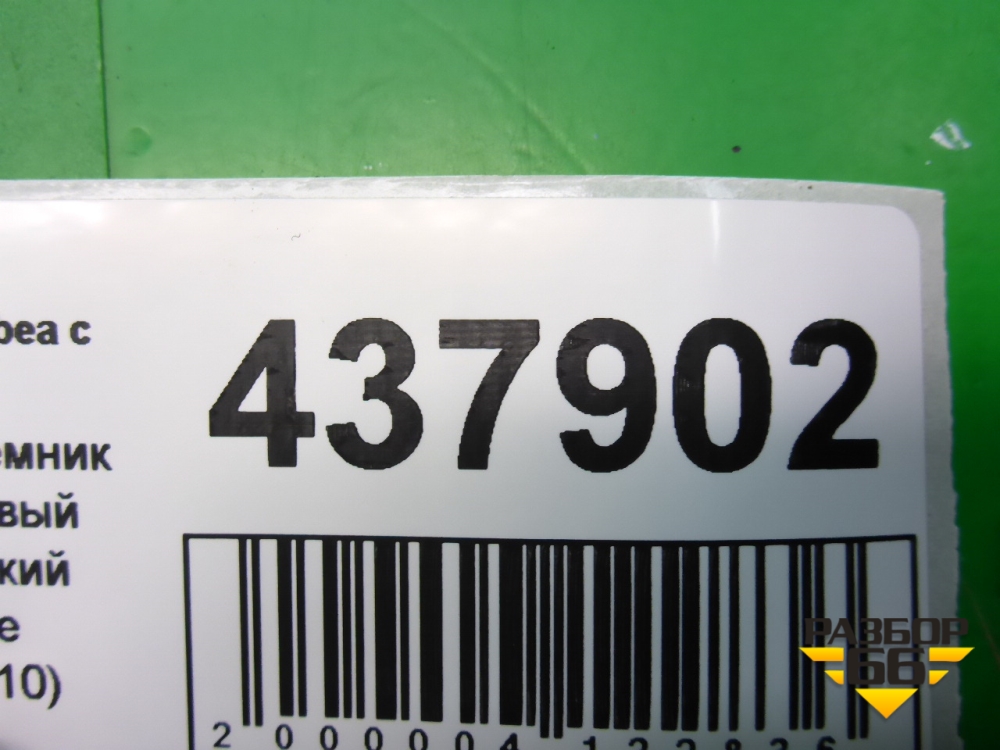 реа с
437902
емник
вый
кий
е
10)
2 000004 122836
РАЗБОР
66